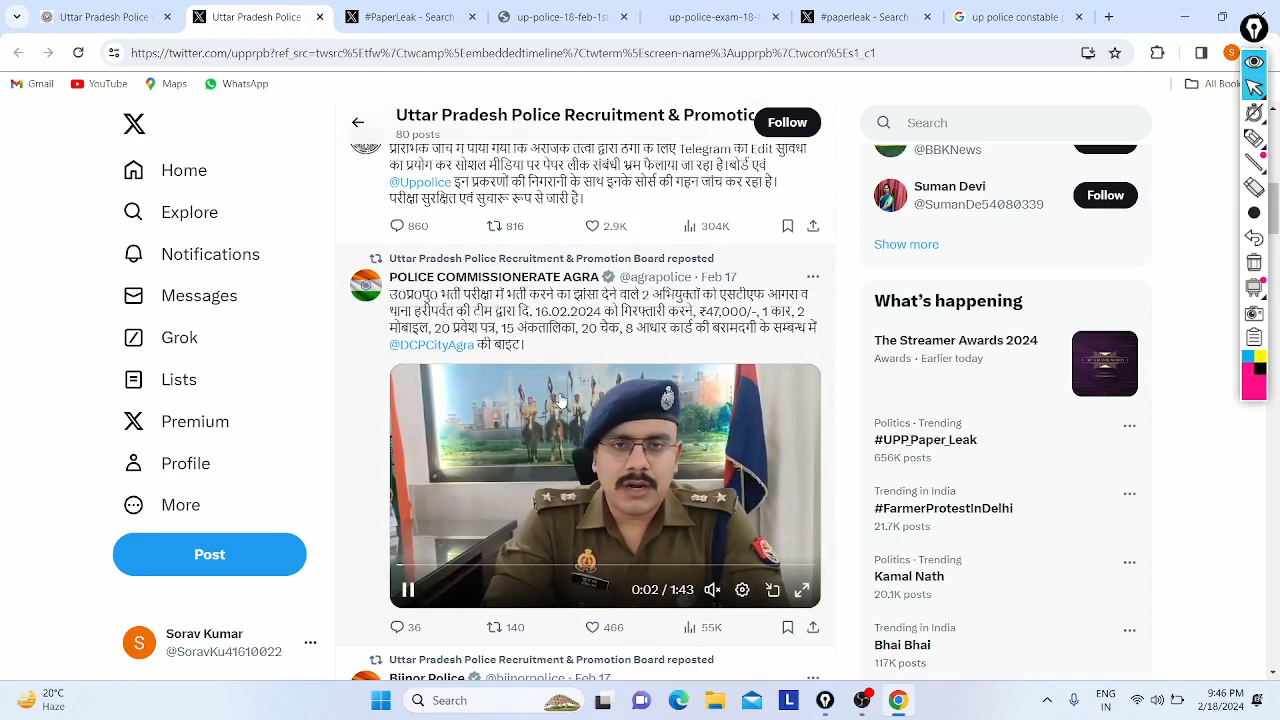 Uttar Pradesh Police
Uttar Pradesh Police
#PaperLeak - Search
up-police-18-feb-1st
up-police-exam-18-f
#paperleak - Search
up police constable
https://twitter.com/upprpb?ref_src=twsrc%5Etfw%7Ctwcamp%5Eembeddedtimeline%7Ctwterm%5Escreen-name%3Aupprpb%7Ctwcon%5Es1_c1
S
Gmail
YouTube
Maps
WhatsApp
All Book
X
Home
Explore
Notifications
Messages
Grok
Lists
Premium
Profile
More
Post
S
Sorav Kumar
@SoravKu41610022
Uttar Pradesh Police Recruitment & Promotio
80 posts
Follow
प्रारंभिक जाँच में पाया गया कि अराजक तत्वों द्वारा ठगी के लिए Telegram की Edit सुविधा
का प्रयोग कर सोशल मीडिया पर पेपर लीक संबंधी भ्रम फैलाया जा रहा है।बोर्ड एवं
@Uppolice इन प्रकरणों की निगरानी के साथ इनके सोर्स की गहन जांच कर रहा है।
परीक्षा सुरक्षित एवं सुचारू रूप से जारी है।
860 816 2.9K 304K
Uttar Pradesh Police Recruitment & Promotion Board reposted
POLICE COMMISSIONERATE AGRA @agrapolice · Feb 17
उ0प्र0पु0 भर्ती परीक्षा में भर्ती करने का झांसा देने वाले 2 अभियुक्तों को एसटीएफ आगरा व
थाना हरीपर्वत की टीम द्वारा दि. 16.02.2024 को गिरफ्तारी करने, ₹47,000/-, 1 कार, 2
मोबाइल, 20 प्रवेश पत्र, 15 अंकतालिका, 20 चेक, 8 आधार कार्ड की बरामदगी के सम्बन्ध में
@DCPCityAgra की बाइट।
0:02 / 1:43
36 140 466 55K
Uttar Pradesh Police Recruitment & Promotion Board reposted
Bijnor Police @bijnorpolice · Feb 17
Search
@BBKNews
Suman Devi
@SumanDe54080339
Follow
Show more
What's happening
The Streamer Awards 2024
Awards · Earlier today
Politics · Trending
#UPP_Paper_Leak
656K posts
Trending in India
#FarmerProtestInDelhi
21.7K posts
Politics · Trending
Kamal Nath
20.1K posts
Trending in India
Bhai Bhai
117K posts
20°C
Haze
Search
L
ENG
IN
9:46 PM
2/18/2024